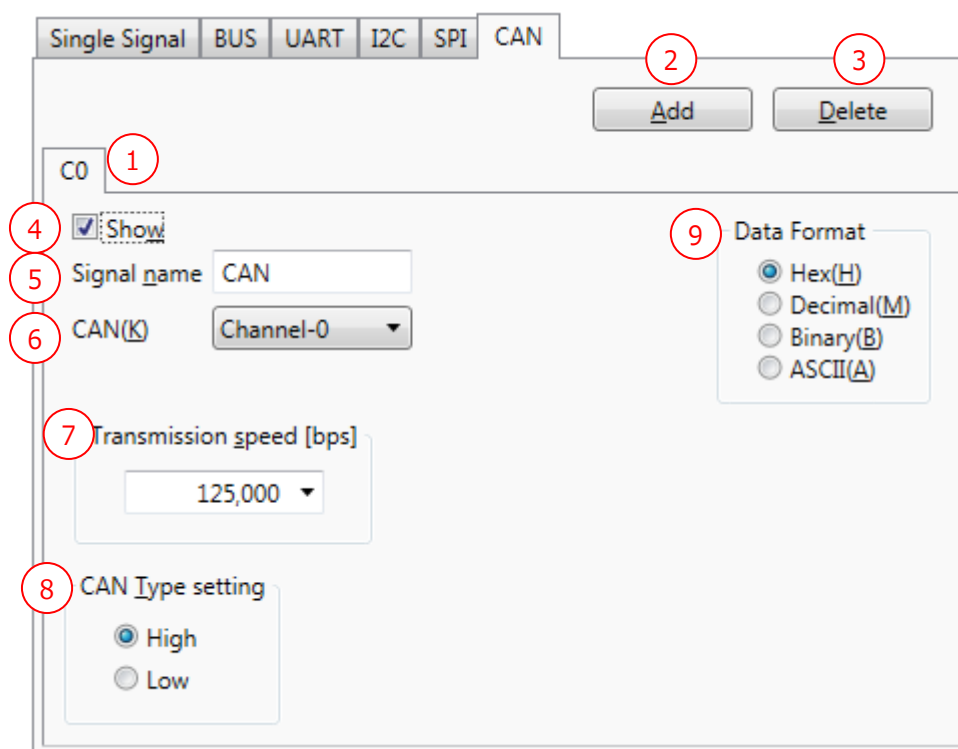 Single Signal BUS UART I2C SPI CAN
2 3
Add Delete
1
C0
4 Show 9 Data Format
5 Signal name CAN Hex(H)
6 CAN(K) Channel-0 Decimal(M)
Binary(B)
ASCII(A)
7 Transmission speed [bps]
125,000
8 CAN Type setting
High
Low